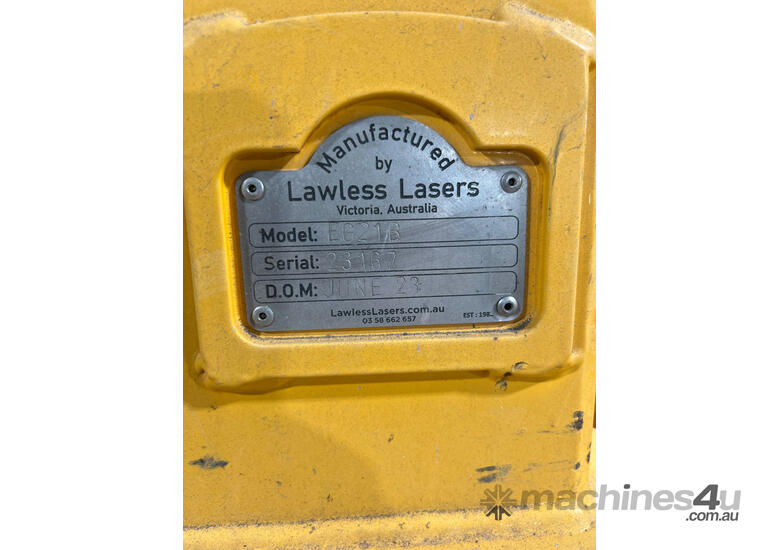 Manufactured
by
Lawless Lasers
Victoria, Australia
Model:
Serial: 23167
D.O.M: JUNE 23
LawlessLasers.com.au
03 58 662 657
EST :
machines4u
.com.au